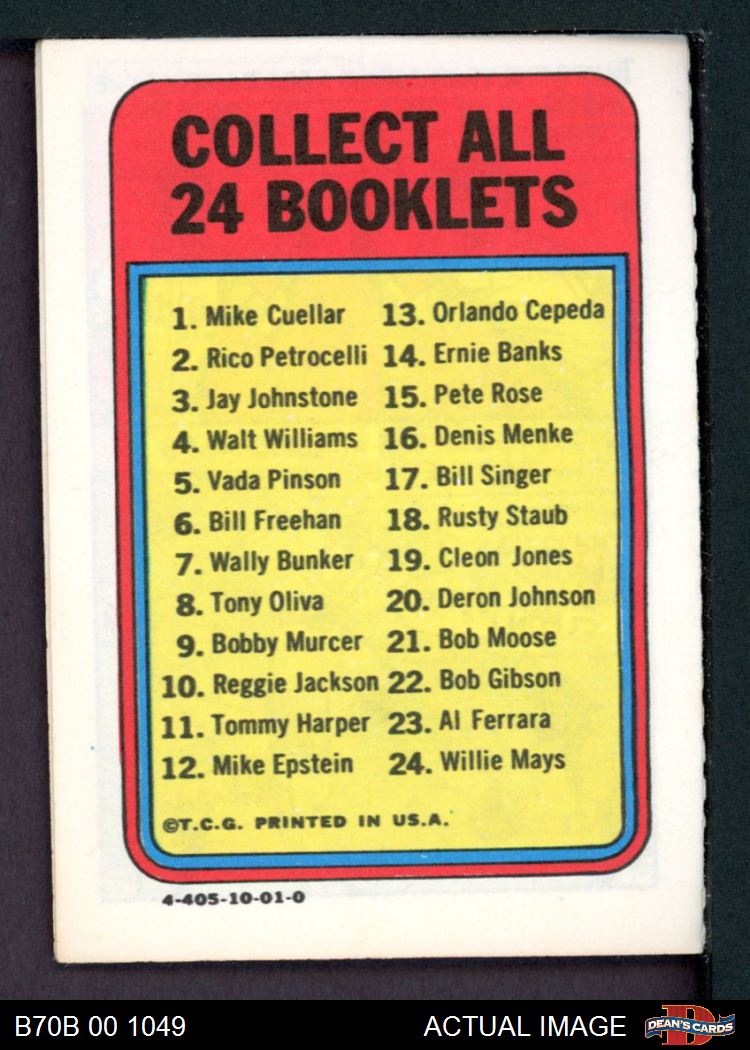 COLLECT ALL
24 BOOKLETS
1. Mike Cuellar
2. Rico Petrocelli
3. Jay Johnstone
4. Walt Williams
5. Vada Pinson
6. Bill Freehan
7. Wally Bunker
8. Tony Oliva
9. Bobby Murcer
10. Reggie Jackson
11. Tommy Harper
12. Mike Epstein
13. Orlando Cepeda
14. Ernie Banks
15. Pete Rose
16. Denis Menke
17. Bill Singer
18. Rusty Staub
19. Cleon Jones
20. Deron Johnson
21. Bob Moose
22. Bob Gibson
23. Al Ferrara
24. Willie Mays
©T.C.G. PRINTED IN U.S.A.
4-405-10-01-0
B70B 00 1049
ACTUAL IMAGE
DEAN'S CARDS